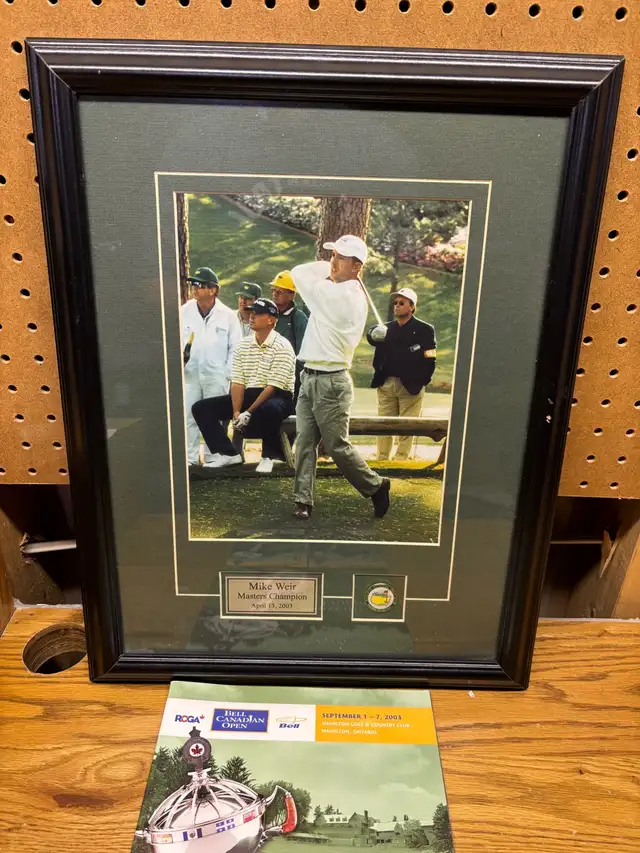 Mike Weir
Masters Champion
April 13, 2003
RCGA
BELL
CANADIAN
OPEN
Bell
SEPTEMBER 1 – 7, 2003
HAMILTON GOLF & COUNTRY CLUB
HAMILTON, ONTARIO